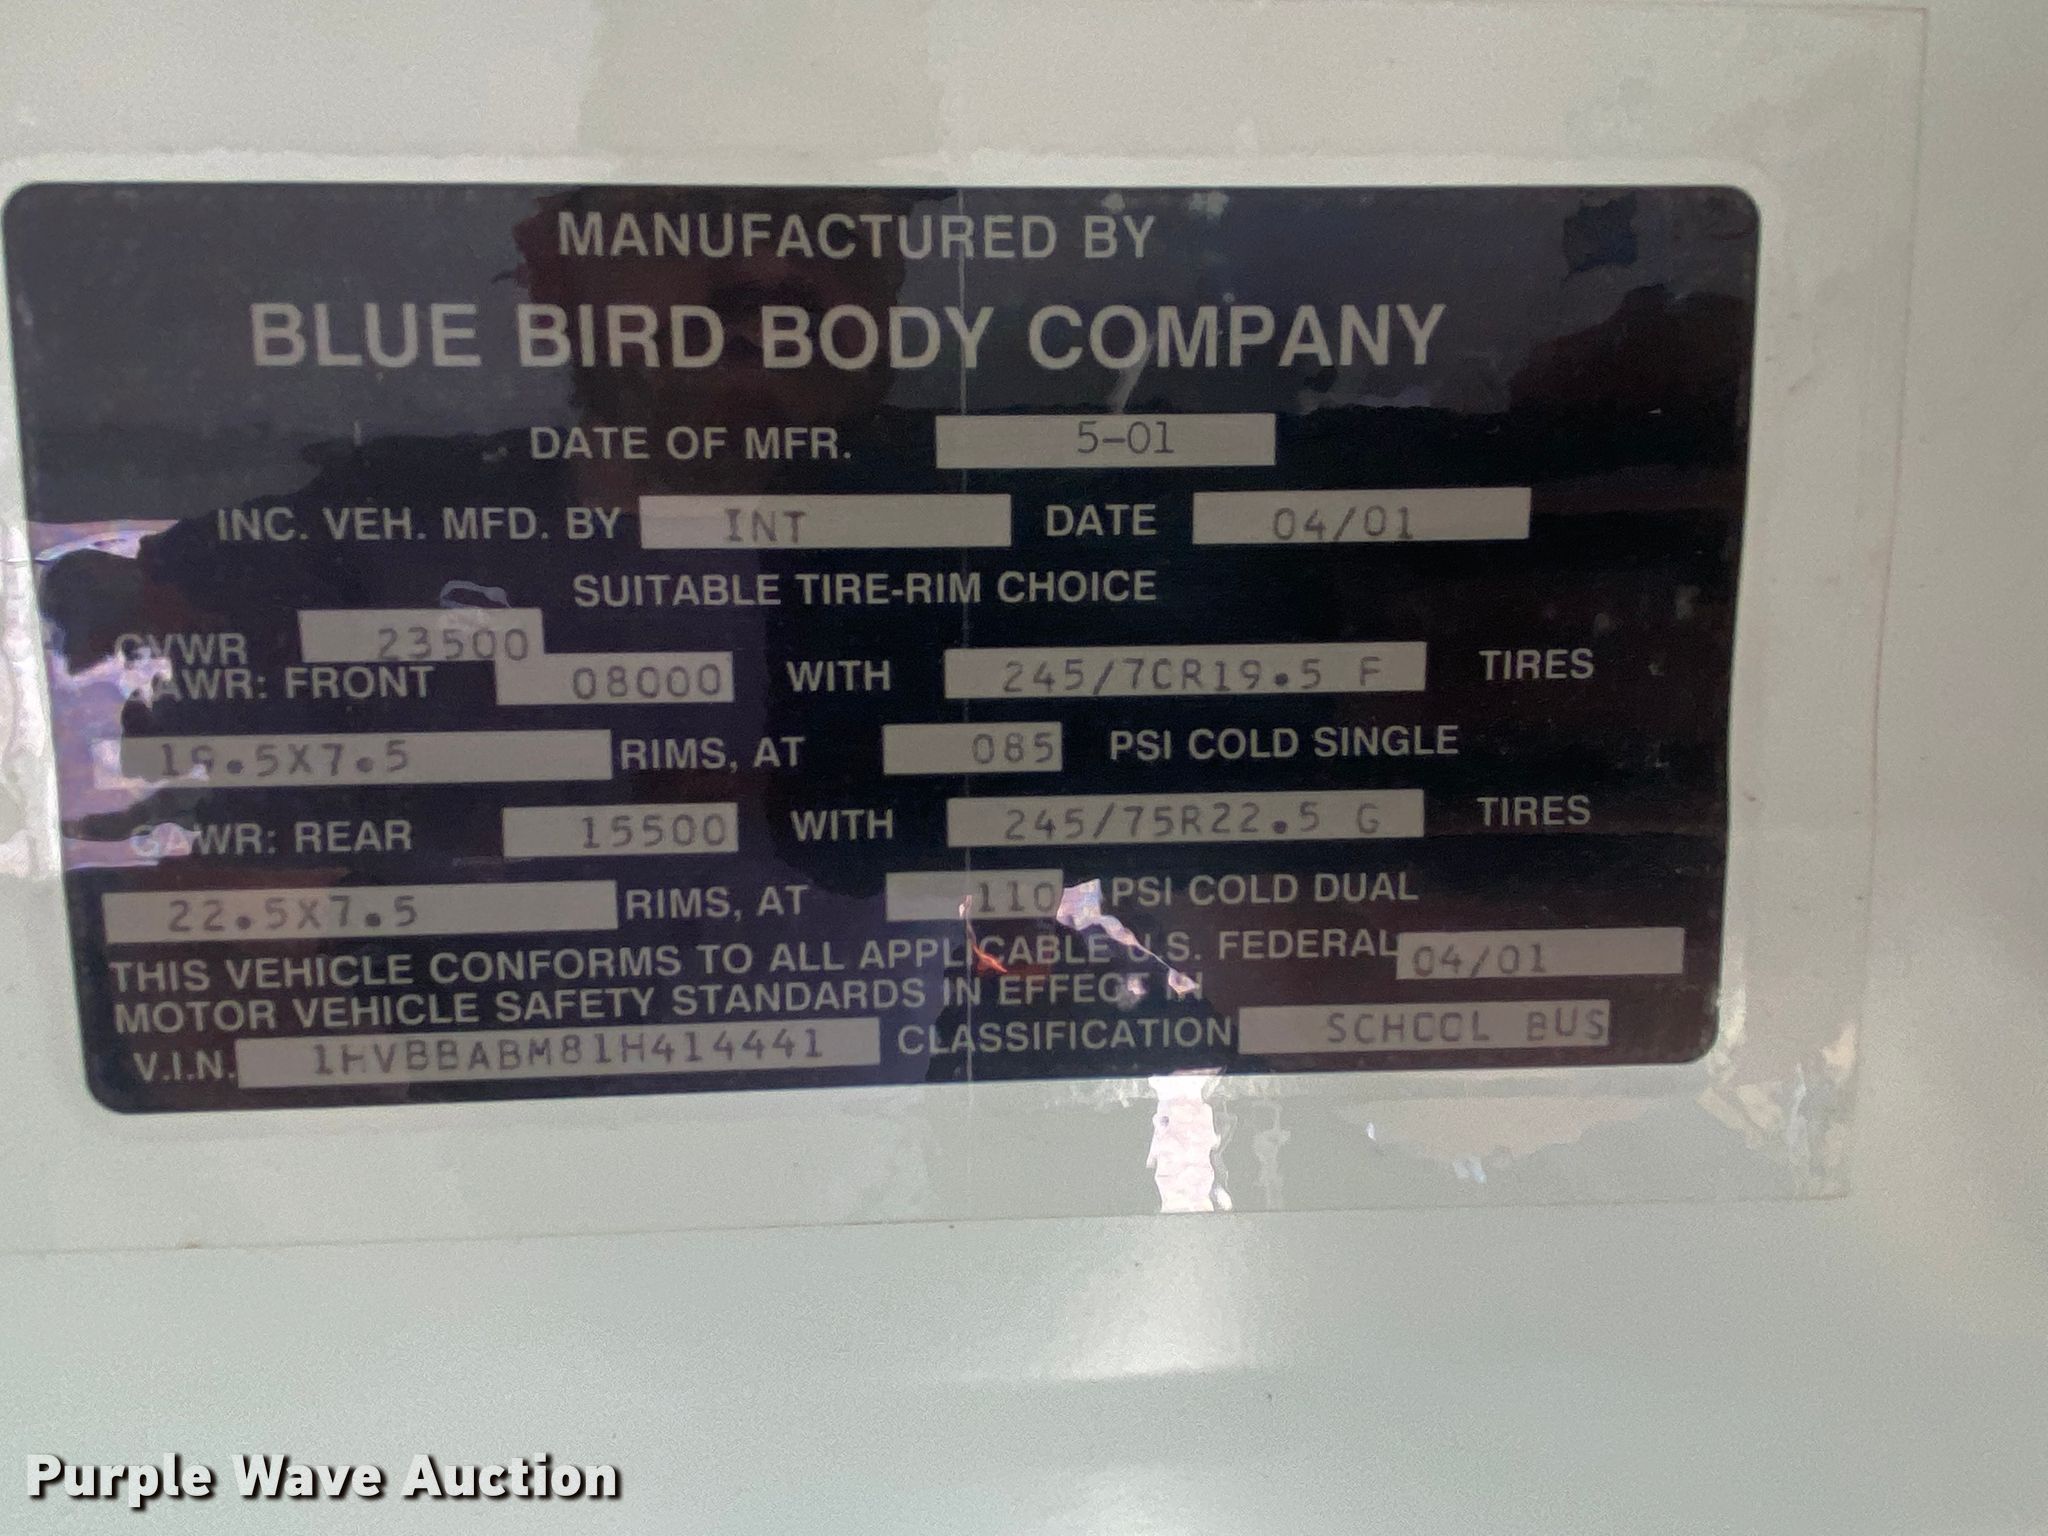 MANUFACTURED BY
BLUE BIRD BODY COMPANY
DATE OF MFR. 5-01
INC. VEH. MFD. BY INT DATE 04/01
SUITABLE TIRE-RIM CHOICE
GVWR 23500
GAWR: FRONT 08000 WITH 245/70R19.5 F TIRES
19.5X7.5 RIMS, AT 085 PSI COLD SINGLE
GAWR: REAR 15500 WITH 245/75R22.5 G TIRES
22.5X7.5 RIMS, AT 110 PSI COLD DUAL
THIS VEHICLE CONFORMS TO ALL APPLICABLE U.S. FEDERAL
MOTOR VEHICLE SAFETY STANDARDS IN EFFECT IN 04/01
V.I.N. 1HVBBABM81H414441 CLASSIFICATION SCHOOL BUS
Purple Wave Auction